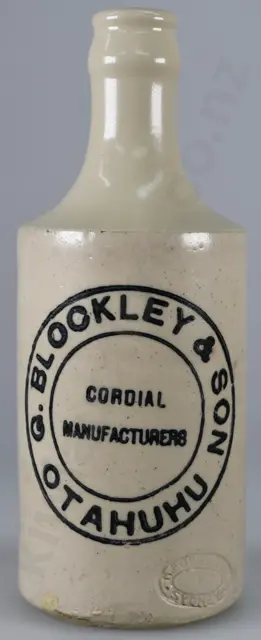 G. BLOCKLEY & SON
CORDIAL
MANUFACTURERS
OTAHUHU